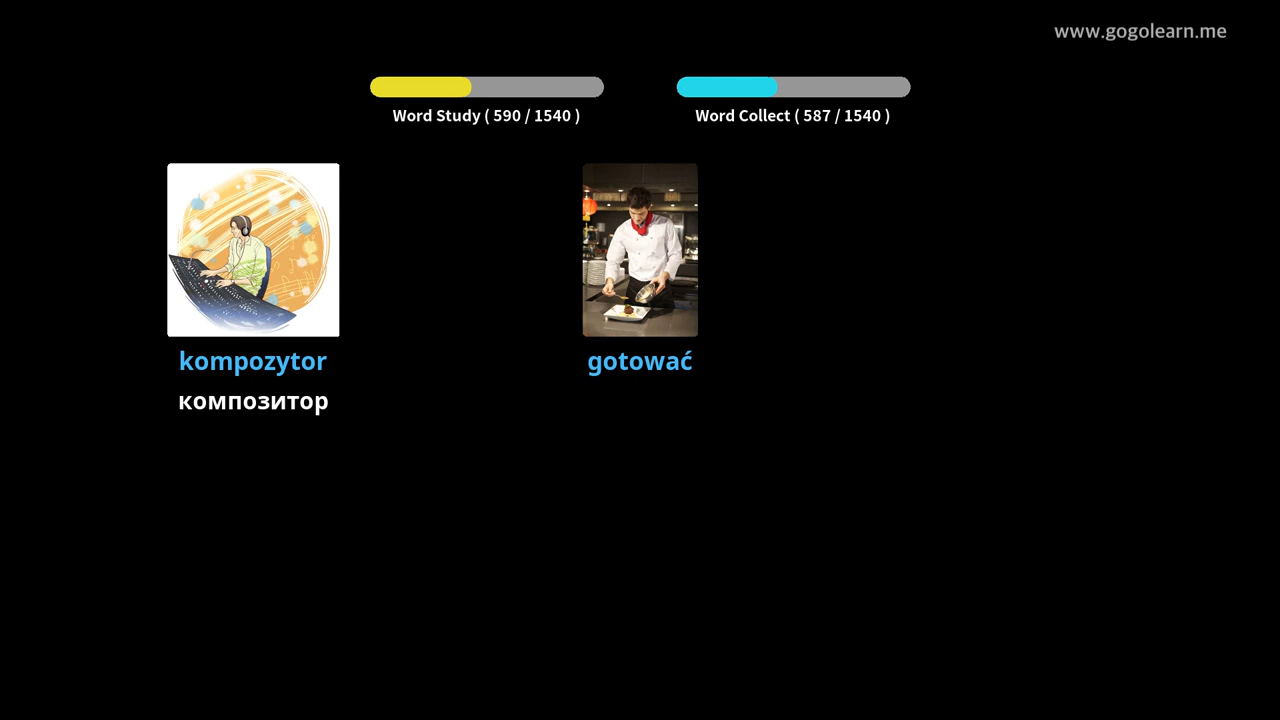 www.gogolearn.me
Word Study ( 590 / 1540 )
Word Collect ( 587 / 1540 )
kompozytor
композитор
gotować